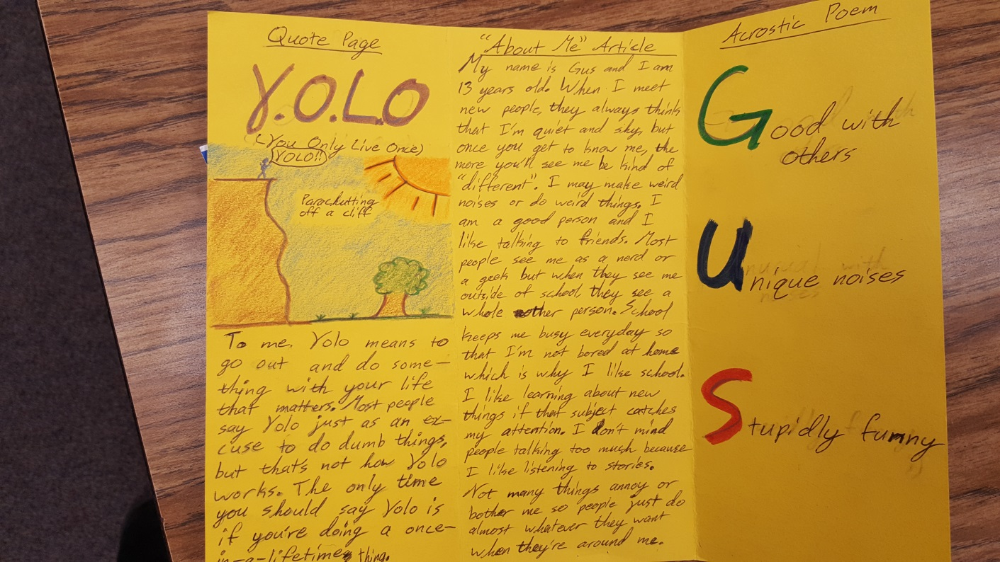 Quote Page
Y.O.L.O
(You Only Live Once)
YOLO!!
Parachutting
off a cliff
To me, Yolo means to
go out and do some-
thing with your life
that matters. Most people
say Yolo just as an ex-
cuse to do dumb things,
but that's not how Yolo
works. The only time
you should say Yolo is
if you're doing a once-
in-a-lifetime thing.
"About Me" Article
My name is Gus and I am
13 years old. When I meet
new people, they always think
that I'm quiet and shy, but
once you get to know me, the
more you'll see me be kind of
"different". I may make weird
noises or do weird things. I
am a good person and I
like talking to friends. Most
people see me as a nerd or
a geek but when they see me
outside of school they see a
whole nother person. School
keeps me busy everyday so
that I'm not bored at home
which is why I like school.
I like learning about new
things if that subject catches
my attention. I don't mind
people talking too much because
I like listening to stories.
Not many things annoy or
bother me so people just do
almost whatever they want
when they're around me.
Acrostic Poem
Good with
others
Unique noises
Stupidly funny